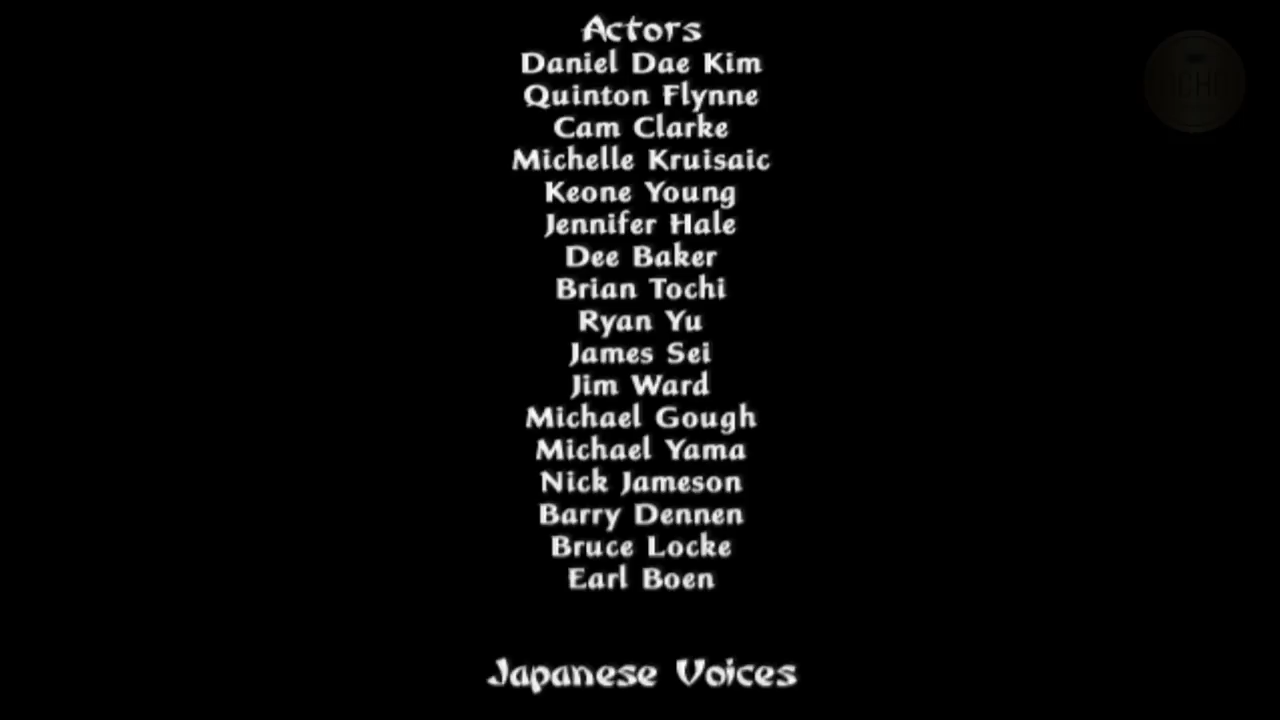 Actors
Daniel Dae Kim
Quinton Flynne
Cam Clarke
Michelle Kruisaic
Keone Young
Jennifer Hale
Dee Baker
Brian Tochi
Ryan Yu
James Sei
Jim Ward
Michael Gough
Michael Yama
Nick Jameson
Barry Dennen
Bruce Locke
Earl Boen
Japanese Voices